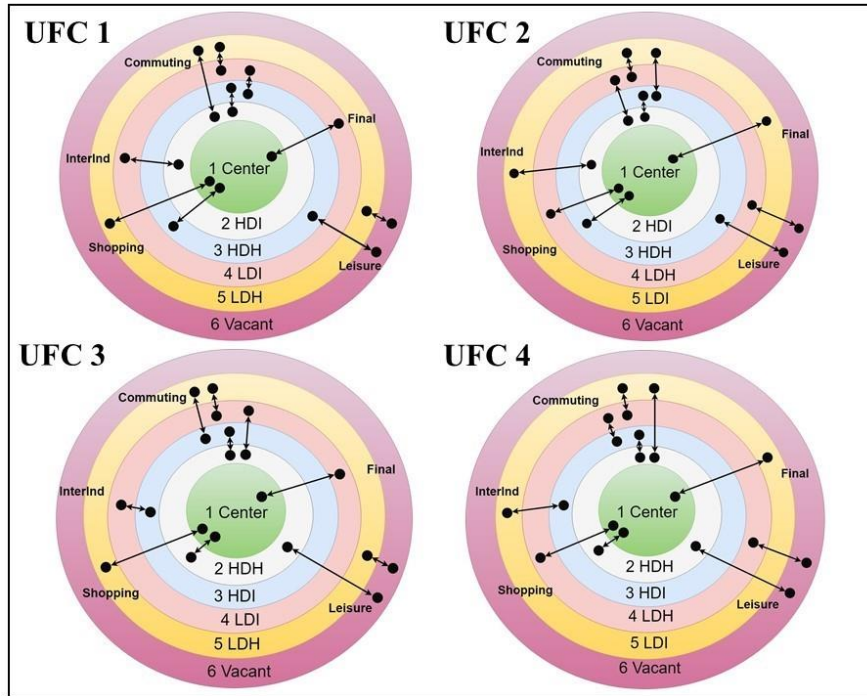 UFC 1
Commuting
Final
InterInd
1 Center
Shopping
2 HDI
3 HDH
Leisure
4 LDI
5 LDH
6 Vacant
UFC 2
Commuting
Final
InterInd
1 Center
Shopping
2 HDI
3 HDH
Leisure
4 LDH
5 LDI
6 Vacant
UFC 3
Commuting
Final
InterInd
1 Center
Shopping
2 HDH
3 HDI
Leisure
4 LDI
5 LDH
6 Vacant
UFC 4
Commuting
Final
InterInd
1 Center
Shopping
2 HDH
3 HDI
Leisure
4 LDH
5 LDI
6 Vacant